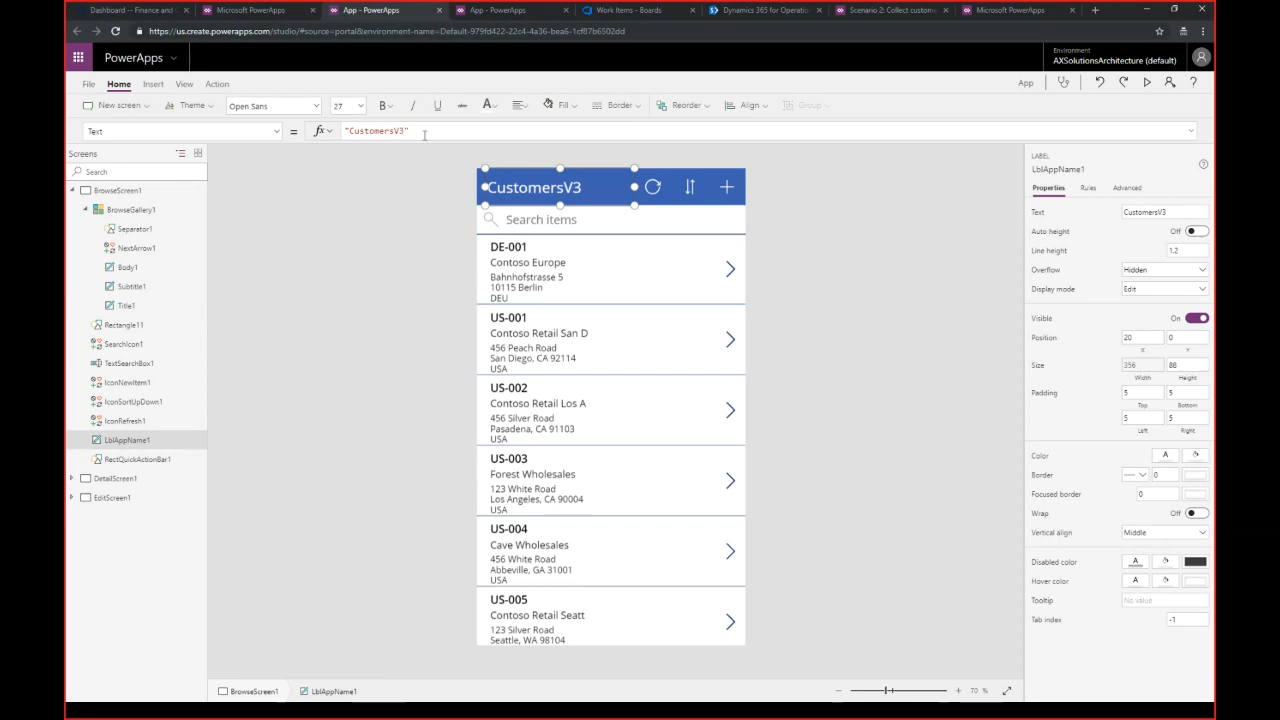 Dashboard -- Finance and
Microsoft PowerApps
App - PowerApps
App - PowerApps
Work Items - Boards
Dynamics 365 for Operation
Scenario 2: Collect custome
Microsoft PowerApps
https://us.create.powerapps.com/studio/#source=portal&environment-name=Default-979fd422-22c4-4a36-bea6-1cf87b6502dd
PowerApps
Environment
AXSolutionsArchitecture (default)
File Home Insert View Action
App
New screen Theme Open Sans 27 B I U abc A Fill Border Reorder Align Group
Text = fx "CustomersV3"
Screens
Search
BrowseScreen1
BrowseGallery1
Separator1
NextArrow1
Body1
Subtitle1
Title1
Rectangle11
SearchIcon1
TextSearchBox1
IconNewItem1
IconSortUpDown1
IconRefresh1
LblAppName1
RectQuickActionBar1
DetailScreen1
EditScreen1
CustomersV3
Search items
DE-001
Contoso Europe
Bahnhofstrasse 5
10115 Berlin
DEU
US-001
Contoso Retail San D
456 Peach Road
San Diego, CA 92114
USA
US-002
Contoso Retail Los A
456 Silver Road
Pasadena, CA 91103
USA
US-003
Forest Wholesales
123 White Road
Los Angeles, CA 90004
USA
US-004
Cave Wholesales
456 White Road
Abbeville, GA 31001
USA
US-005
Contoso Retail Seatt
123 Silver Road
Seattle, WA 98104
LABEL
LblAppName1
Properties Rules Advanced
Text CustomersV3
Auto height Off
Line height 1.2
Overflow Hidden
Display mode Edit
Visible On
Position 20 0
X Y
Size 356 88
Width Height
Padding 5 5
Top Bottom
5 5
Left Right
Color A
Border 0
Focused border 0
Wrap Off
Vertical align Middle
Disabled color A
Hover color A
Tooltip No value
Tab index -1
BrowseScreen1 LblAppName1
70 %